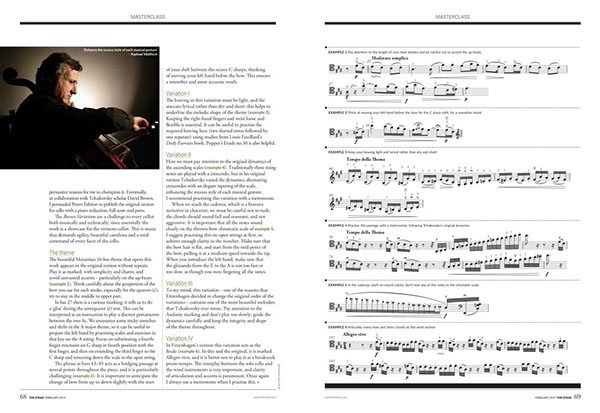 MASTERCLASS
'Enhance the rococo style of each musical gesture'
– Raphael Wallfisch
persuasive reasons for me to champion it. Eventually,
in collaboration with Tchaikovsky scholar David Brown,
I persuaded Peters Edition to publish the original version
for cello with a piano reduction, full score and parts.
The Rococo Variations are a challenge to every cellist
both musically and technically, since essentially the
work is a showcase for the virtuoso cellist. This is music
that demands agility, beautiful cantilena and a total
command of every facet of the cello.
The theme
The beautiful Mozartian 16-bar theme that opens this
work appears in the original version without repeats.
Play it as marked, with simplicity and charm, and
avoid unwanted accents – particularly on the up-beats
(example 1). Think carefully about the proportion of the
bow you use for each stroke, especially for the quavers (♪);
try to stay in the middle to upper part.
In bar 27 there is a curious marking: it tells us to do
a 'gliss' during the semiquaver (♬) rest. This can be
interpreted as an instruction to play a discreet portamento
between the two As. We encounter some tricky stretches
and shifts in the A major theme, so it can be useful to
prepare the left hand by practising scales and exercises in
that key on the A string. Focus on substituting a fourth-
finger extension on G sharp in fourth position with the
first finger, and then on extending the third finger to the
C sharp and returning down the scale to the open string.
The phrase at bars 43–45 acts as a bridging passage at
several points throughout the piece, and it is particularly
challenging (example 2). It is important to anticipate the
change of bow from up to down slightly with the start
of your shift between the octave C sharps, thinking
of moving your left hand before the bow. This ensures
a smoother and more accurate result.
Variation I
The bowing in this variation must be light, and the
staccato lyrical rather than dry and short: this helps to
underline the melodic shape of the theme (example 3).
Keeping the right-hand fingers and wrist loose and
flexible is essential. It can be useful to practise the
required bowing here (two slurred notes followed by
one separate) using studies from Louis Feuillard's
Daily Exercises book. Popper's Etude no.30 is also helpful.
Variation II
Here we must pay attention to the original dynamics of
the ascending scales (example 4). Traditionally these rising
notes are played with a crescendo, but in his original
version Tchaikovsky varied the dynamics, alternating
crescendos with an elegant tapering of the scale,
enhancing the rococo style of each musical gesture.
I recommend practising this variation with a metronome.
When we reach the cadenza, which is a bravura
recitative in character, we must be careful not to rush:
the chords should sound full and resonant, and not
aggressive. It is important that all the notes sound
clearly on the thirteen-bow chromatic scale of example 5.
I suggest practising this on open strings at first, to
achieve enough clarity in the ricochet. Make sure that
the bow hair is flat, and start from the mid-point of
the bow, pulling it in a medium speed towards the tip.
When you introduce the left hand, make sure that
the glissando from the E to the A is not too fast or
too slow, as though you were fingering all the notes.
Variation III
To my mind, this variation – one of the reasons that
Fitzenhagen decided to change the original order of the
variations – contains one of the most beautiful melodies
that Tchaikovsky ever wrote. Pay attention to the
Andante marking and don't play too slowly; grade the
dynamics carefully and keep the integrity and shape
of the theme throughout.
Variation IV
In Fitzenhagen's version this variation acts as the
finale (example 6). In this and the original, it is marked
Allegro vivo, and it is better not to play it at a breakneck
presto tempo. The interplay between the solo cello and
the wind instruments is very important, and clarity
of articulation and accents is paramount. Once again
I always use a metronome when I practise this.
68 THE STRAD FEBRUARY 2013
www.thestrad.com
MASTERCLASS
EXAMPLE 1 Pay attention to the length of your bow strokes and be careful not to accent the up-beats
Moderato semplice
EXAMPLE 2 Think of moving your left hand before the bow for the C sharp shift, for a smoother result
EXAMPLE 3 Keep your bowing light and lyrical rather than dry and short
Tempo della Thema
EXAMPLE 4 Practise this passage with a metronome, following Tchaikovsky's original dynamics
Tempo della Thema
EXAMPLE 5 In the cadenza, work on sound clarity: don't lose any of the notes in the chromatic scale
EXAMPLE 6 Articulate every note and listen closely to the wind section
Allegro vivo
www.thestrad.com
FEBRUARY 2013 THE STRAD 69